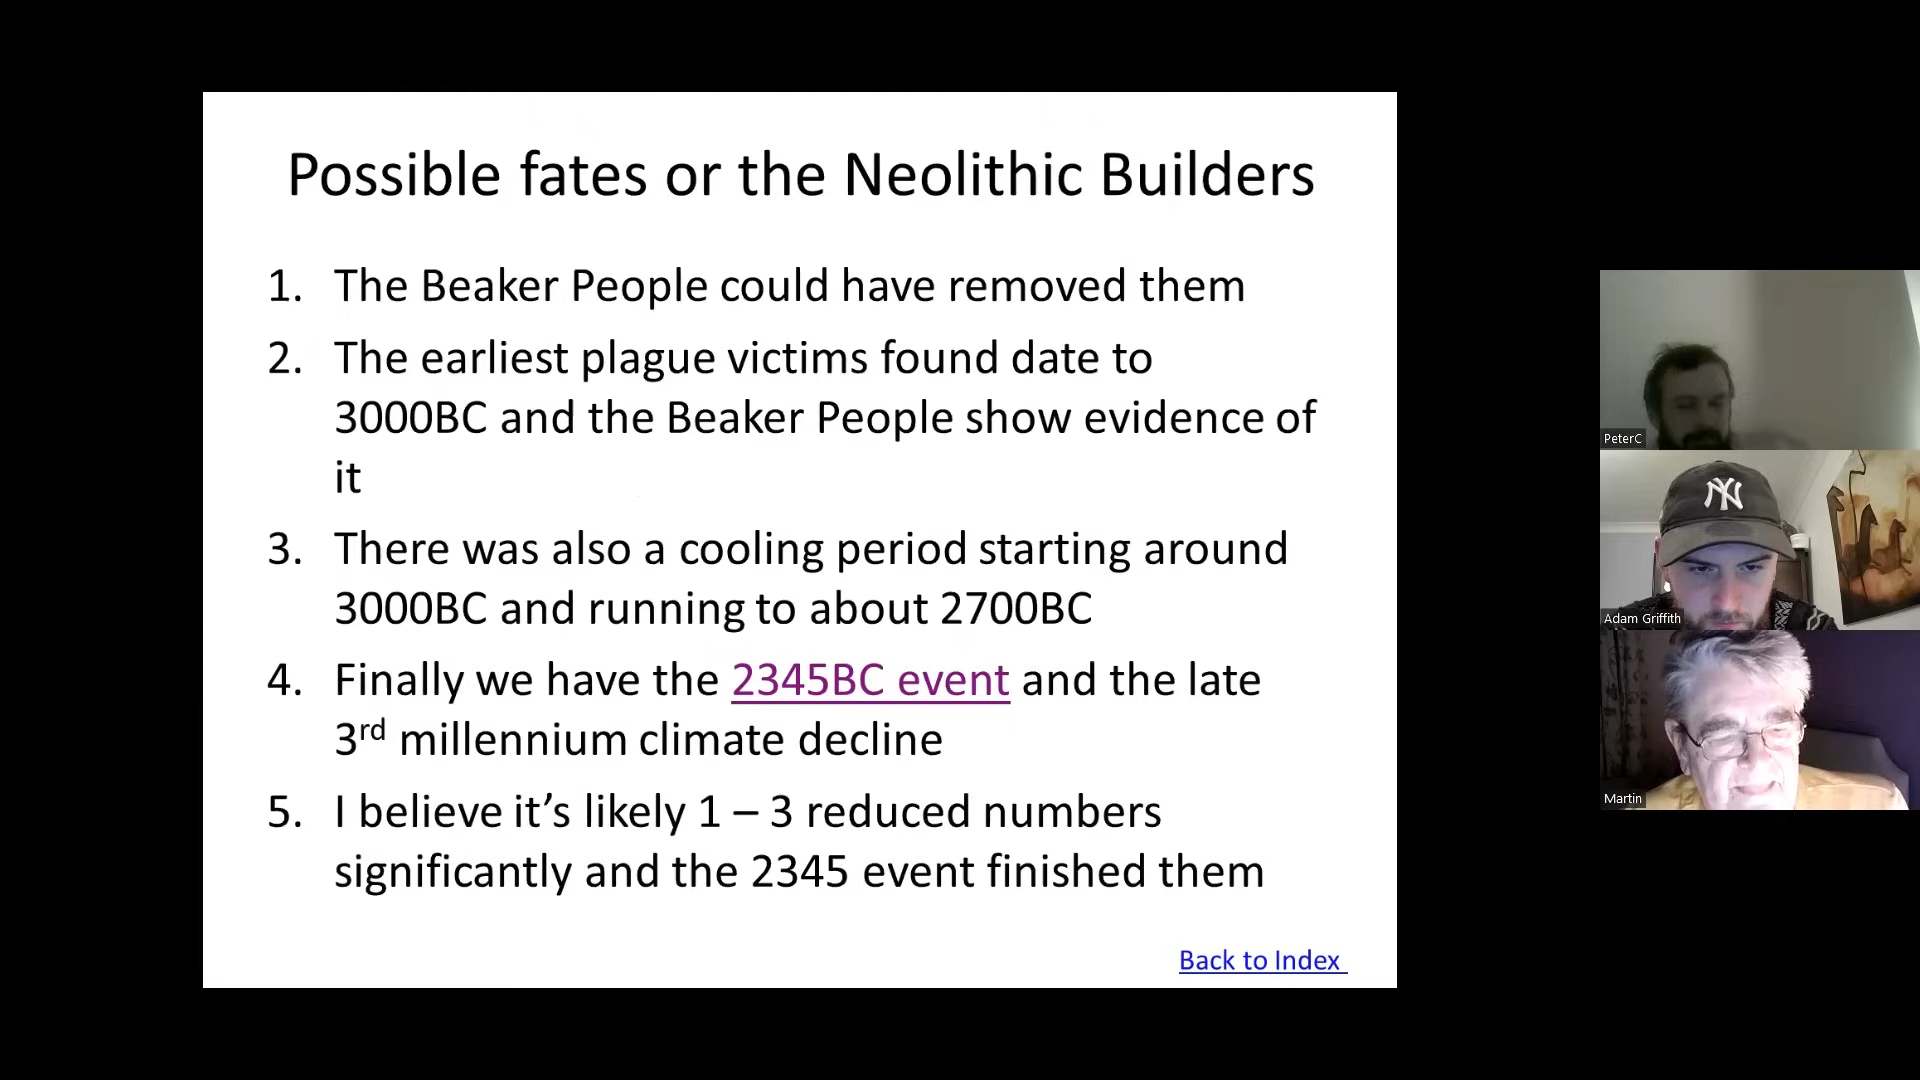 Possible fates or the Neolithic Builders
1. The Beaker People could have removed them
2. The earliest plague victims found date to
3000BC and the Beaker People show evidence of
it
3. There was also a cooling period starting around
3000BC and running to about 2700BC
4. Finally we have the 2345BC event and the late
3rd millennium climate decline
5. I believe it’s likely 1 – 3 reduced numbers
significantly and the 2345 event finished them
Back to Index
PeterC
NY
Adam Griffith
Martin